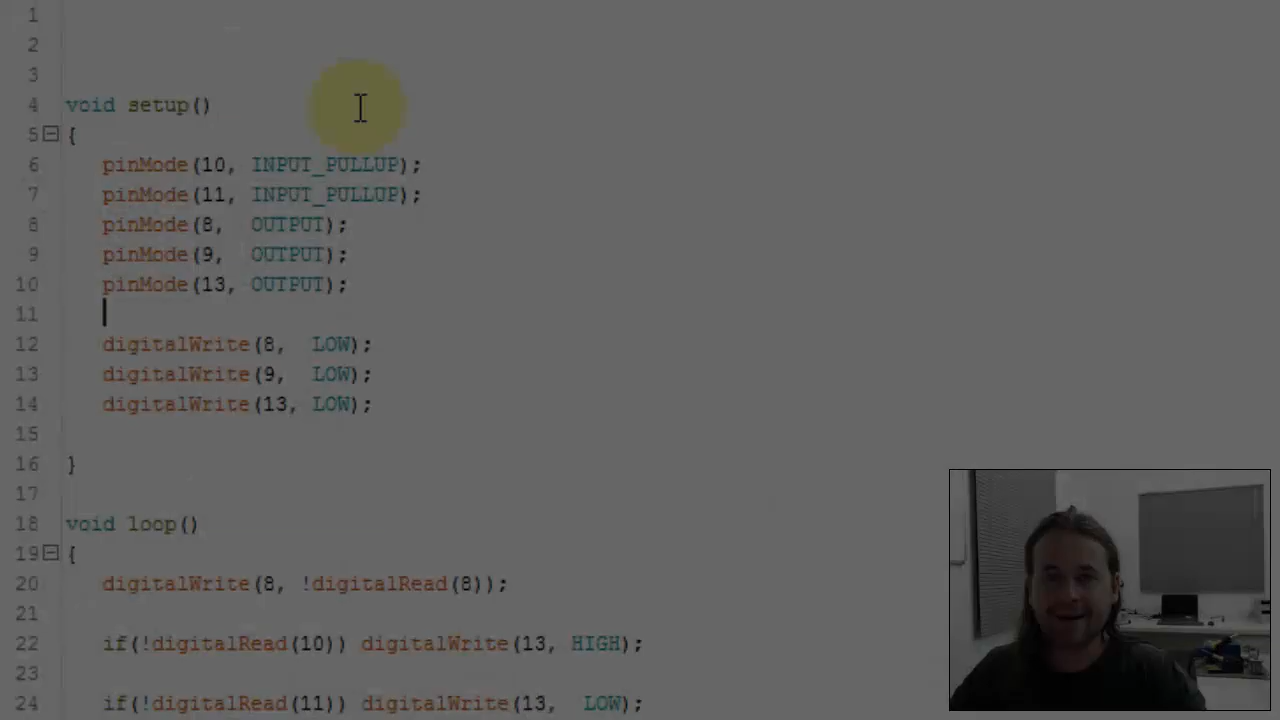 1
2
3
4 void setup()
5 {
6 pinMode(10, INPUT_PULLUP);
7 pinMode(11, INPUT_PULLUP);
8 pinMode(8, OUTPUT);
9 pinMode(9, OUTPUT);
10 pinMode(13, OUTPUT);
11
12 digitalWrite(8, LOW);
13 digitalWrite(9, LOW);
14 digitalWrite(13, LOW);
15
16 }
17
18 void loop()
19 {
20 digitalWrite(8, !digitalRead(8));
21
22 if(!digitalRead(10)) digitalWrite(13, HIGH);
23
24 if(!digitalRead(11)) digitalWrite(13, LOW);